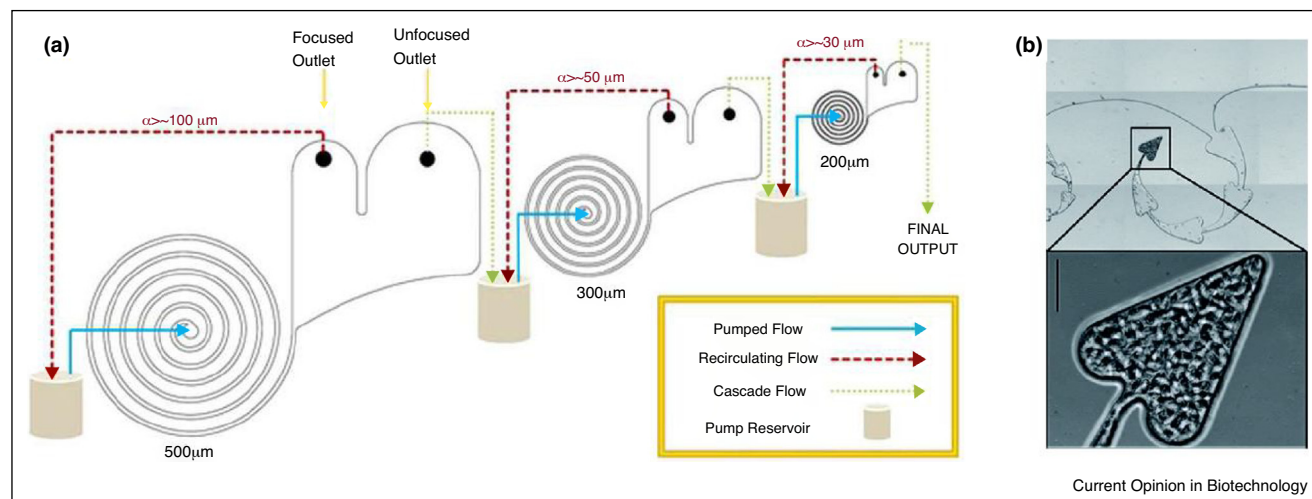 (a)
Focused
Outlet
Unfocused
Outlet
α>~100 μm
α>~50 μm
α>~30 μm
200μm
300μm
500μm
FINAL
OUTPUT
Pumped Flow
Recirculating Flow
Cascade Flow
Pump Reservoir
(b)
Current Opinion in Biotechnology